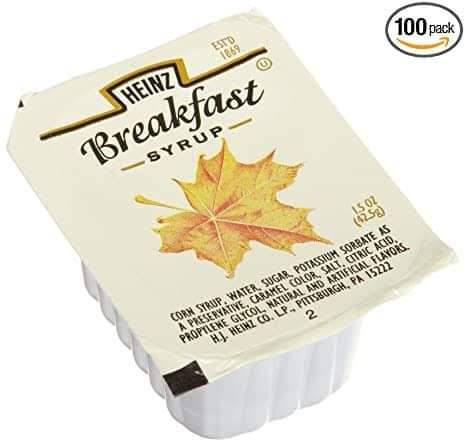 100 pack
EST'D
1869
HEINZ
U
Breakfast
SYRUP
1.5 OZ
(42.5g)
CORN SYRUP, WATER, SUGAR, POTASSIUM SORBATE AS
A PRESERVATIVE, CARAMEL COLOR, SALT, CITRIC ACID,
PROPYLENE GLYCOL, NATURAL AND ARTIFICIAL FLAVORS.
H.J. HEINZ CO. L.P., PITTSBURGH, PA 15222
2